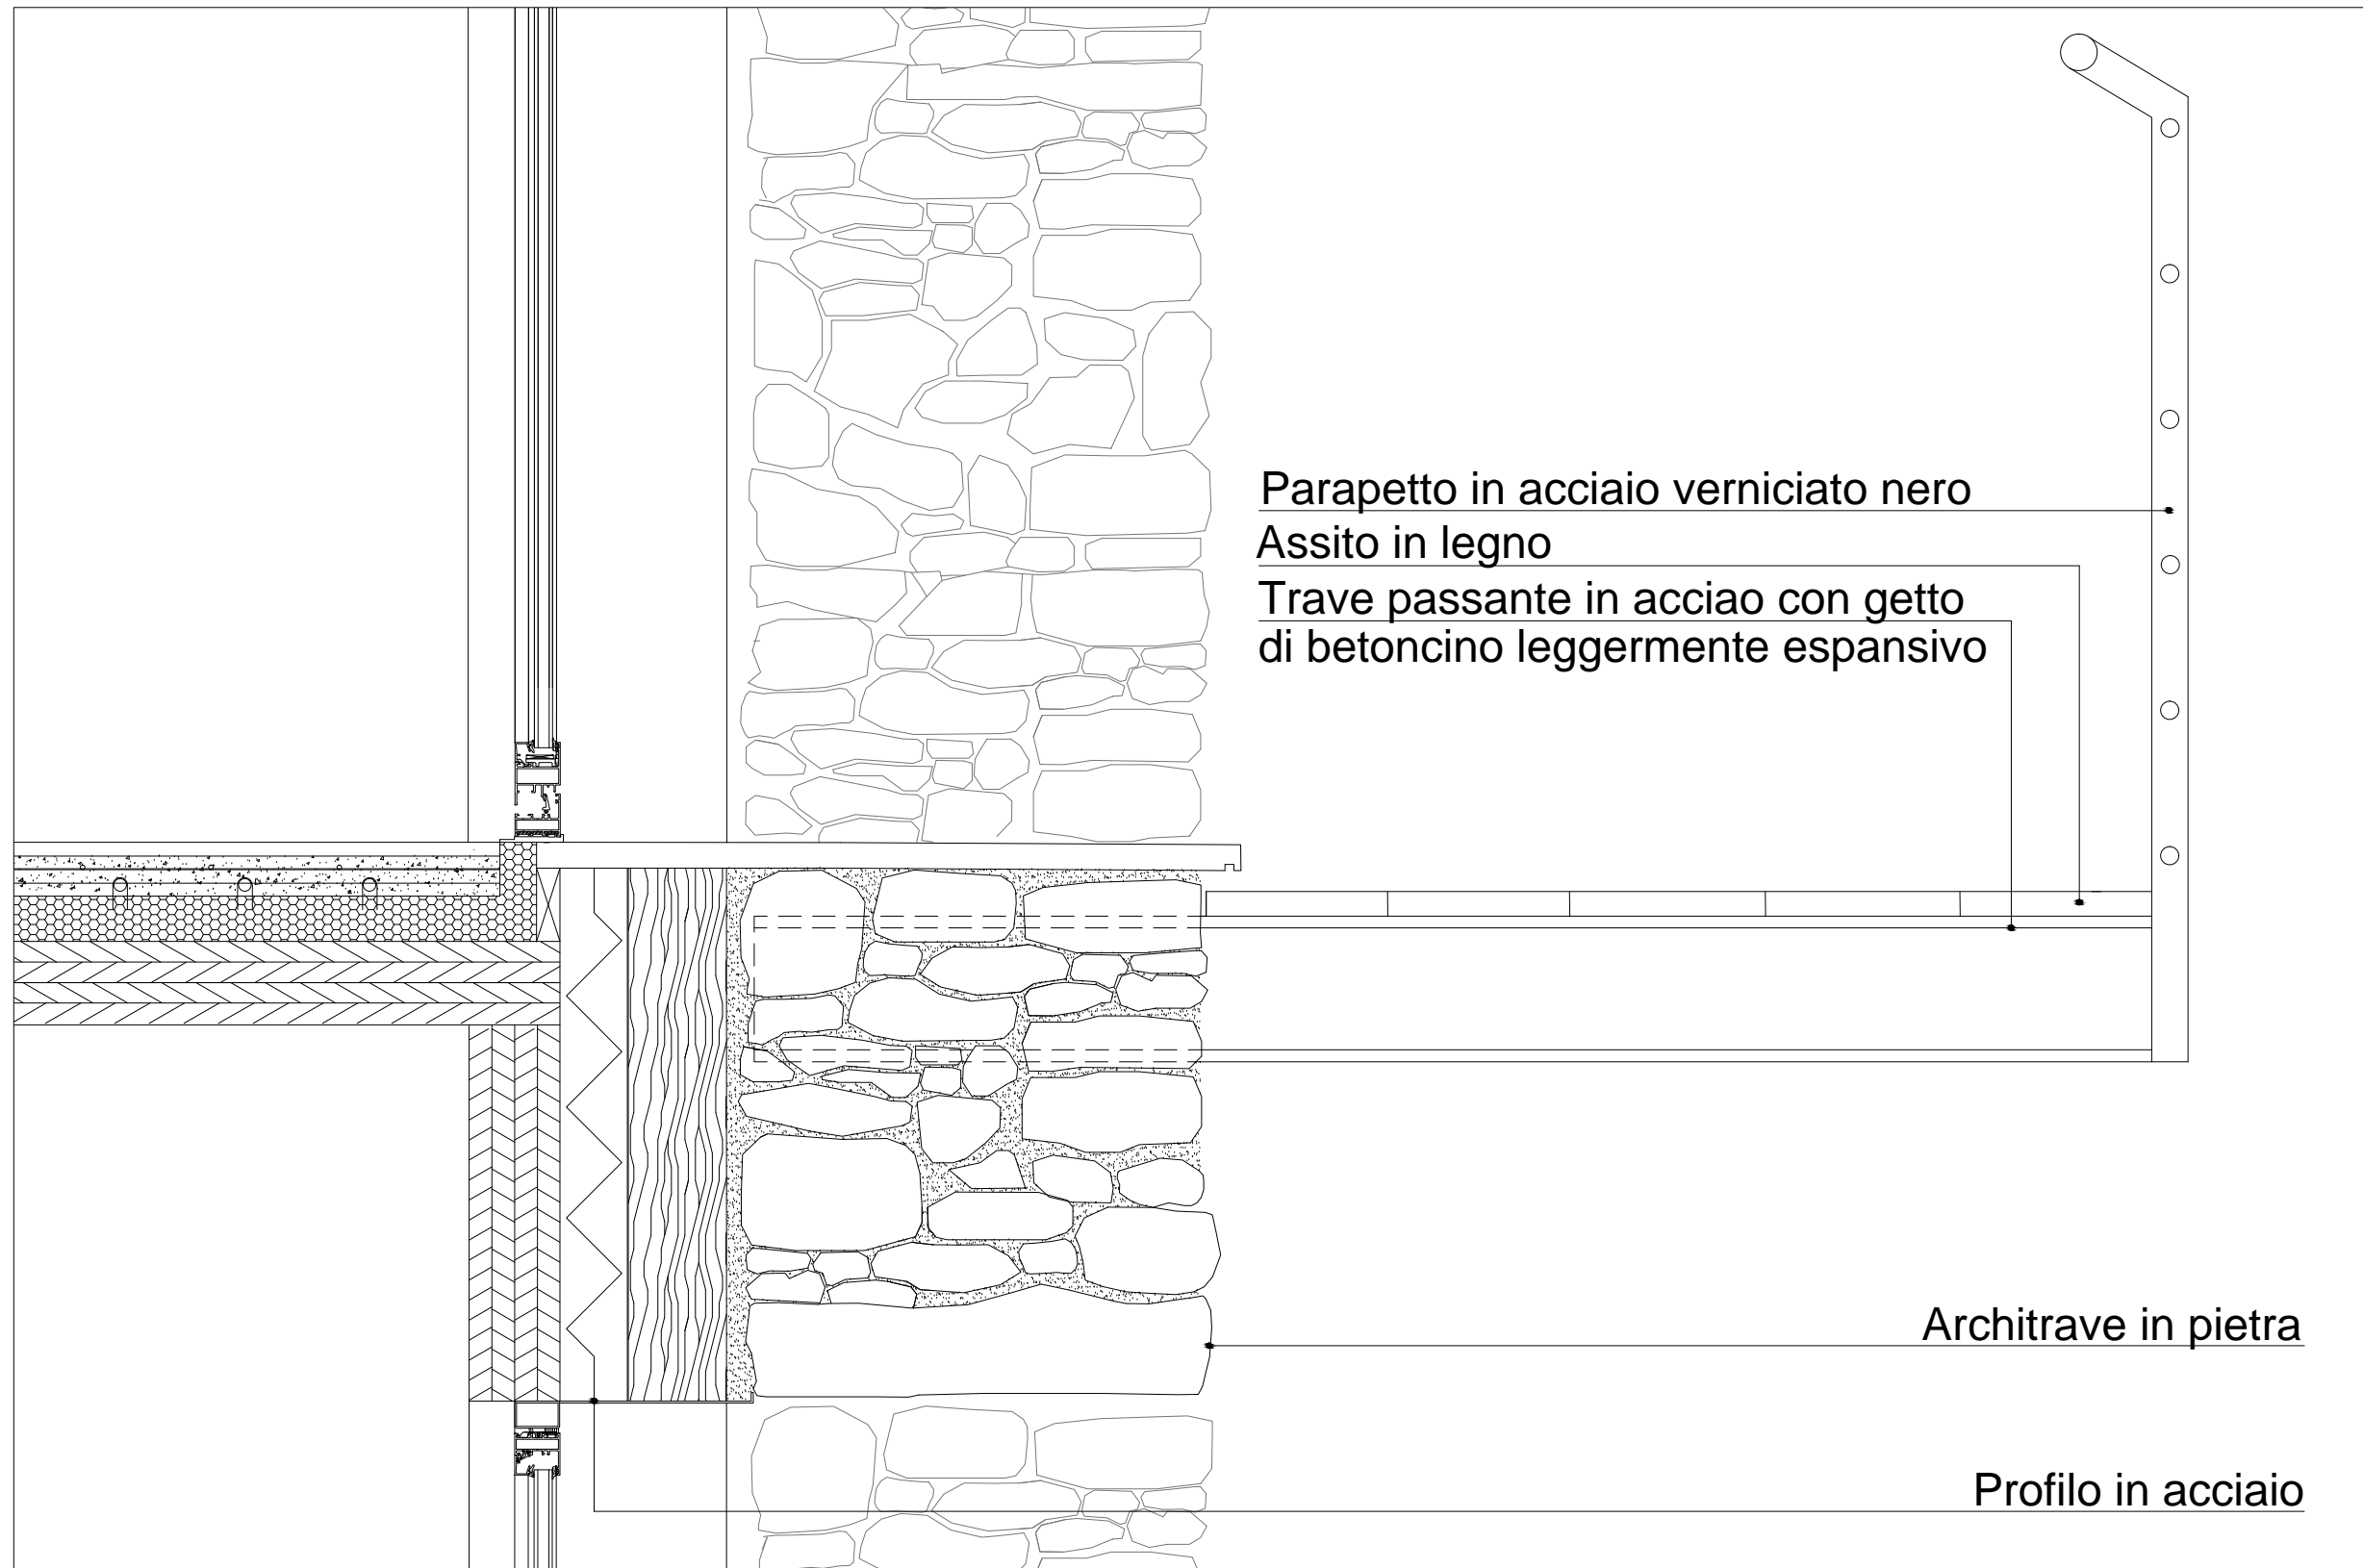 Parapetto in acciaio verniciato nero
Assito in legno
Trave passante in acciao con getto
di betoncino leggermente espansivo
Architrave in pietra
Profilo in acciaio